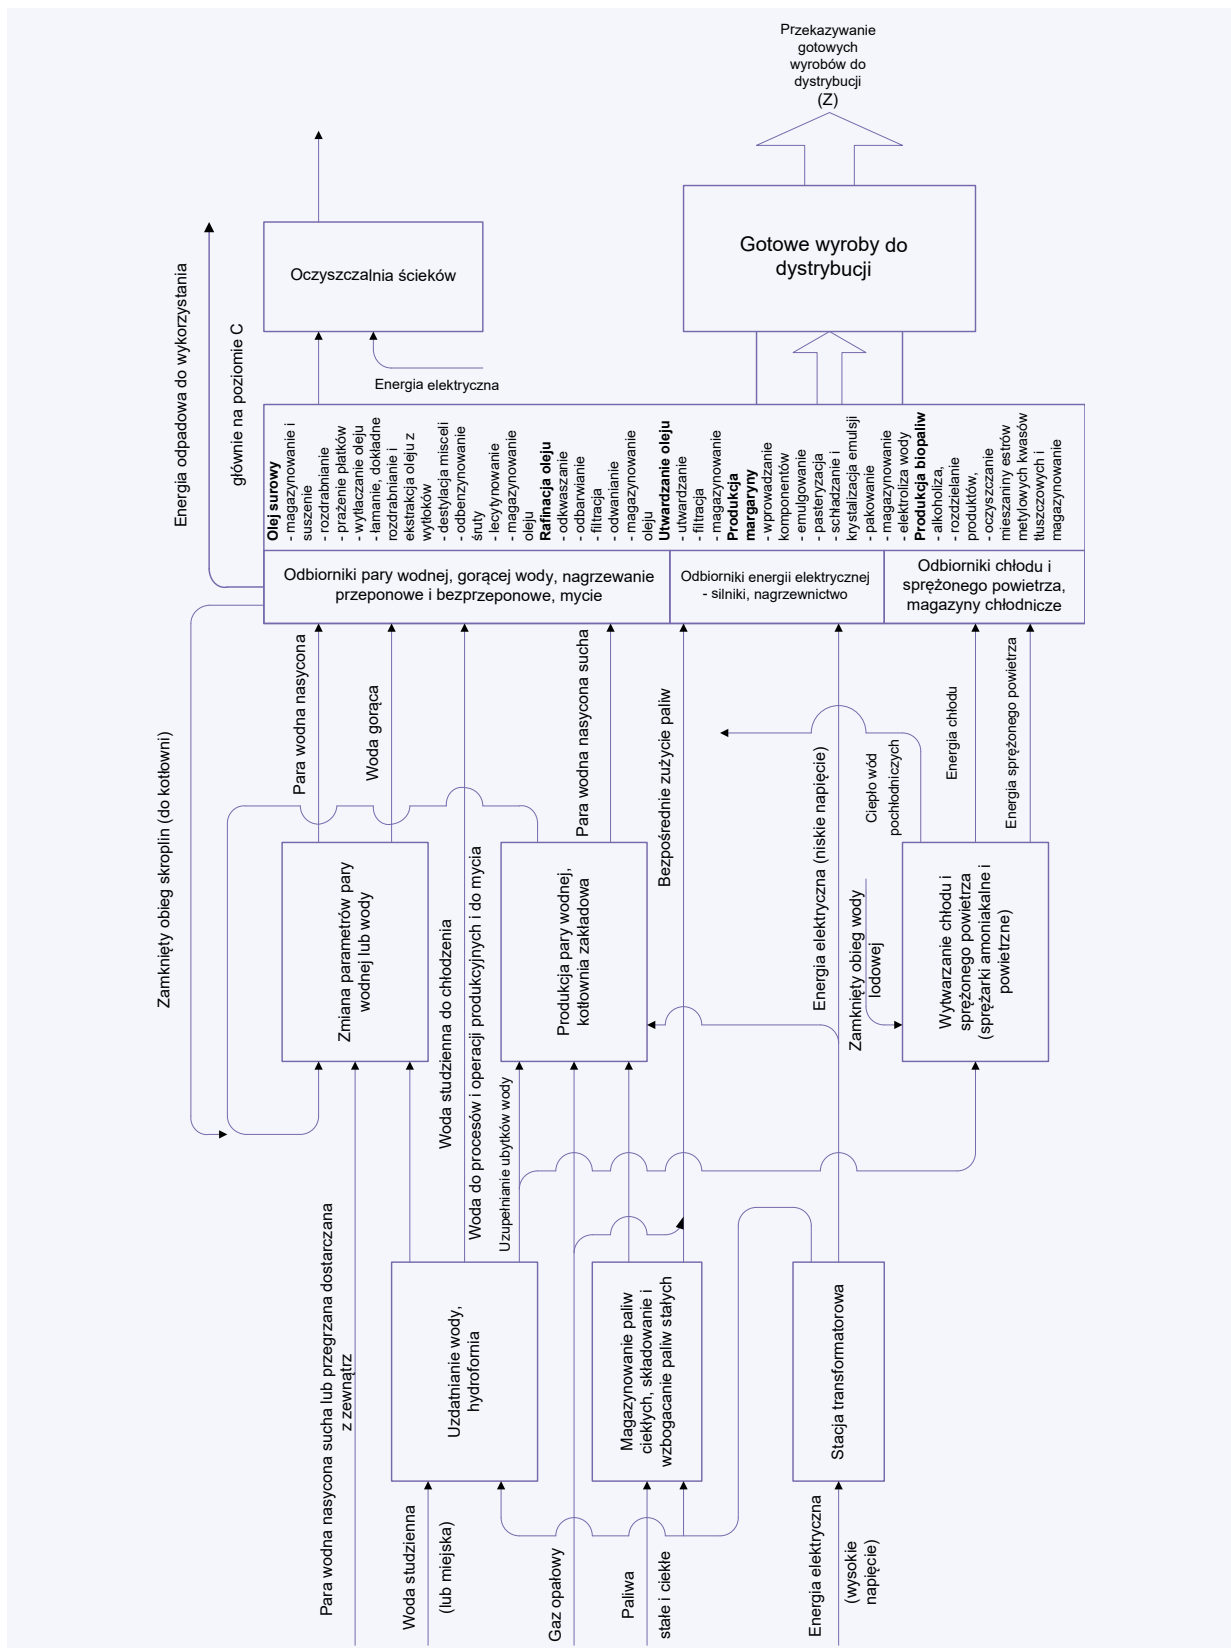 Przekazywanie
gotowych
wyrobów do
dystrybucji
(Z)
Gotowe wyroby do
dystrybucji
Oczyszczalnia ścieków
Energia elektryczna
Energia odpadowa do wykorzystania
głównie na poziomie C
Olej surowy
- magazynowanie i
suszenie
- rozdrabnianie
- prażenie płatków
- wytłaczanie oleju
- łamanie, dokładne
rozdrabnianie i
ekstrakcja oleju z
wytłoków
- destylacja misceli
- odbenzynowanie
śruty
- lecytynowanie
- magazynowanie
oleju
Rafinacja oleju
- odkwaszanie
- odbarwianie
- filtracja
- odwanianie
- magazynowanie
oleju
Utwardzanie oleju
- utwardzanie
- filtracja
- magazynowanie
Produkcja
margaryny
- wprowadzanie
komponentów
- emulgowanie
- pasteryzacja
- schładzanie i
krystalizacja emulsji
- pakowanie
- magazynowanie
- elektroliza wody
Produkcja biopaliw
- alkoholiza,
- rozdzielanie
produktów,
- oczyszczanie
mieszaniny estrów
metylowych kwasów
tłuszczowych i
magazynowanie
Odbiorniki pary wodnej, gorącej wody, nagrzewanie
przeponowe i bezprzeponowe, mycie
Odbiorniki energii elektrycznej
- silniki, nagrzewnictwo
Odbiorniki chłodu i
sprężonego powietrza,
magazyny chłodnicze
Zamknięty obieg skroplin (do kotłowni)
Para wodna nasycona
Woda gorąca
Woda studzienna do chłodzenia
Woda do procesów i operacji produkcyjnych i do mycia
Para wodna nasycona sucha
Bezpośrednie zużycie paliw
Energia elektryczna (niskie napięcie)
Ciepło wód
pochłodniczych
Energia chłodu
Energia sprężonego powietrza
Zmiana parametrów pary
wodnej lub wody
Produkcja pary wodnej,
kotłownia zakładowa
Zamknięty obieg wody
lodowej
Wytwarzanie chłodu i
sprężonego powietrza
(sprężarki amoniakalne i
powietrzne)
Uzupełnianie ubytków wody
Para wodna nasycona sucha lub przegrzana dostarczana
z zewnątrz
Uzdatnianie wody,
hydrofornia
Magazynowanie paliw
ciekłych, składowanie i
wzbogacanie paliw stałych
Stacja transformatorowa
Woda studzienna
(lub miejska)
Gaz opałowy
Paliwa
stałe i ciekłe
Energia elektryczna
(wysokie
napięcie)